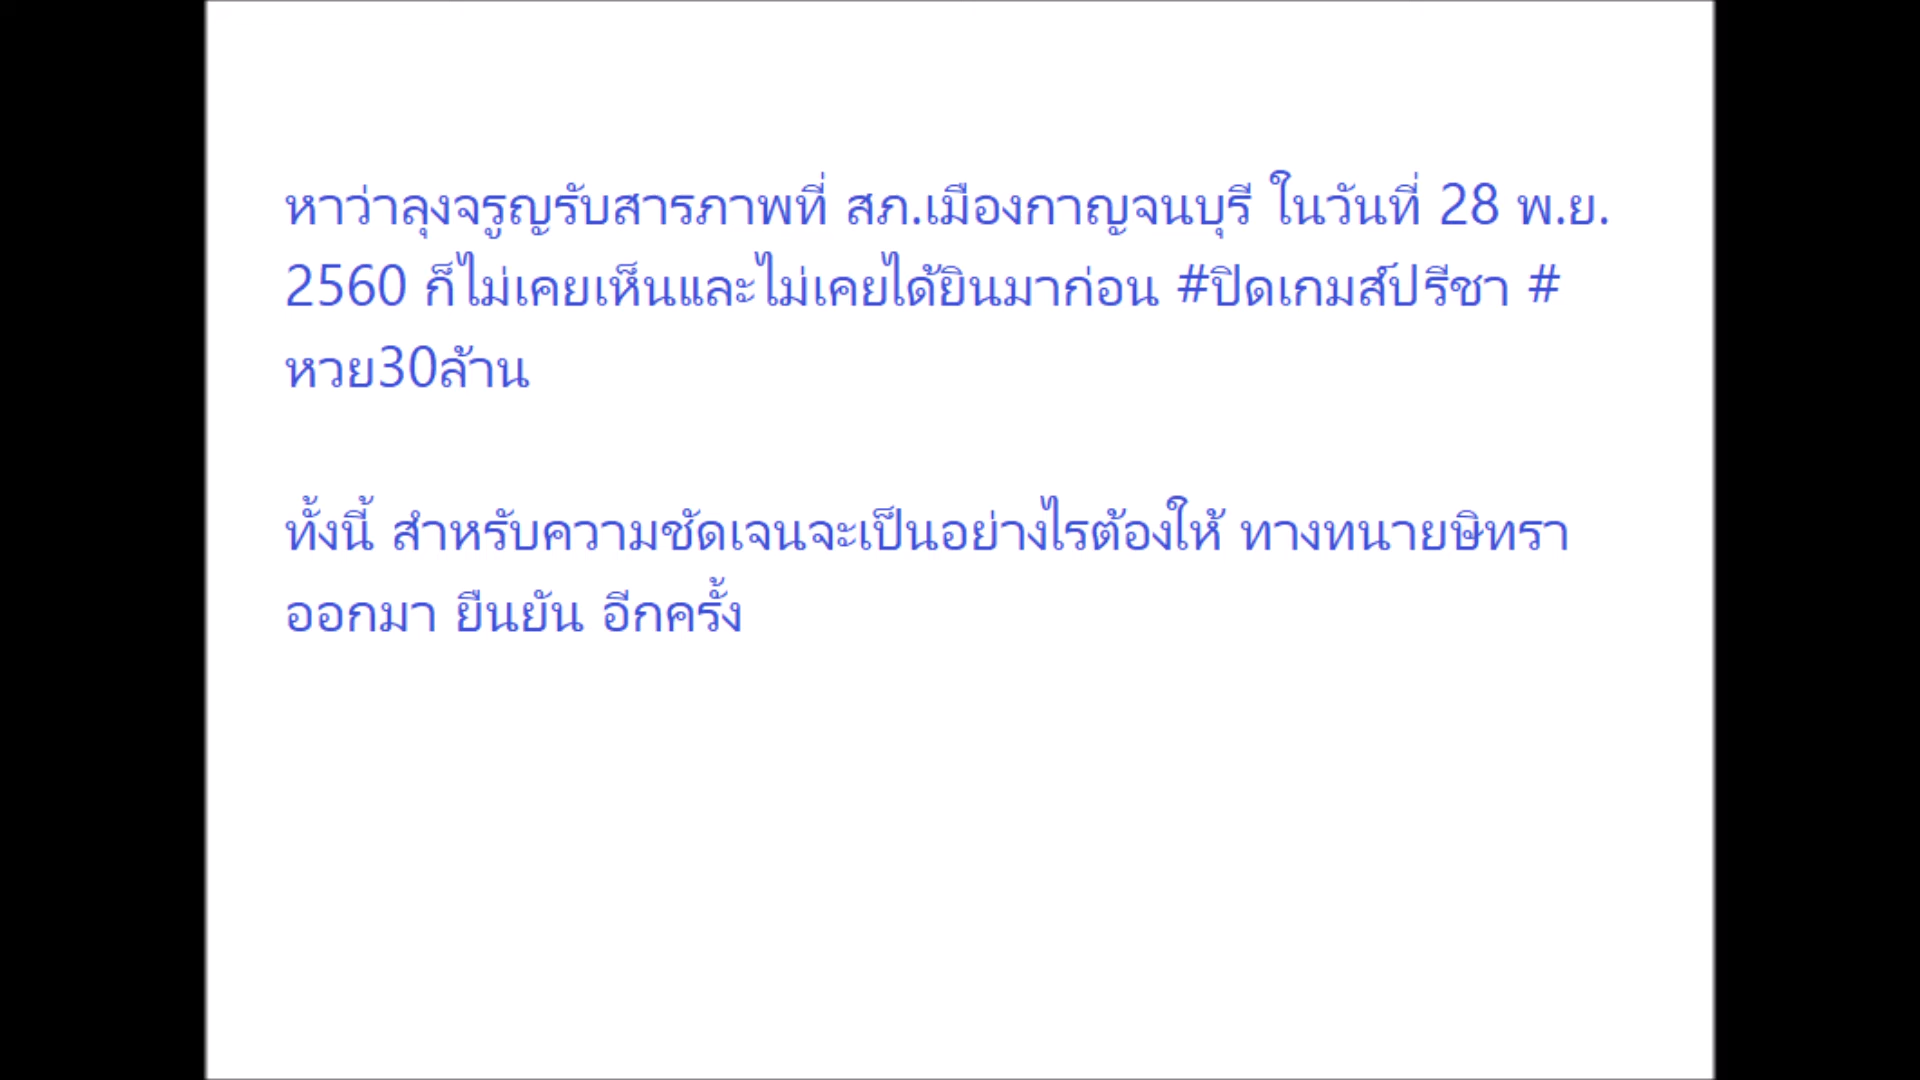 หาว่าลุงจรูญรับสารภาพที่ สภ.เมืองกาญจนบุรี ในวันที่ 28 พ.ย.
2560 ก็ไม่เคยเห็นและไม่เคยได้ยินมาก่อน #ปิดเกมส์ปรีชา #
หวย30ล้าน
ทั้งนี้ สำหรับความชัดเจนจะเป็นอย่างไรต้องให้ ทางทนายษิทรา
ออกมา ยืนยัน อีกครั้ง